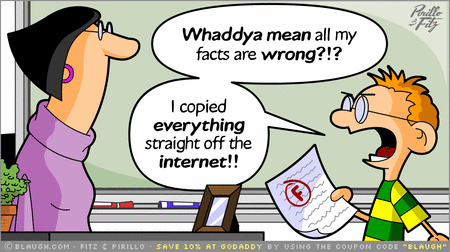 Pirillo
& Fitz
Whaddya mean all my
facts are wrong?!?
I copied
everything
straight off the
internet!!
F
© BLAUGH.COM - FITZ & PIRILLO - SAVE 10% AT GODADDY BY USING THE COUPON CODE "BLAUGH"